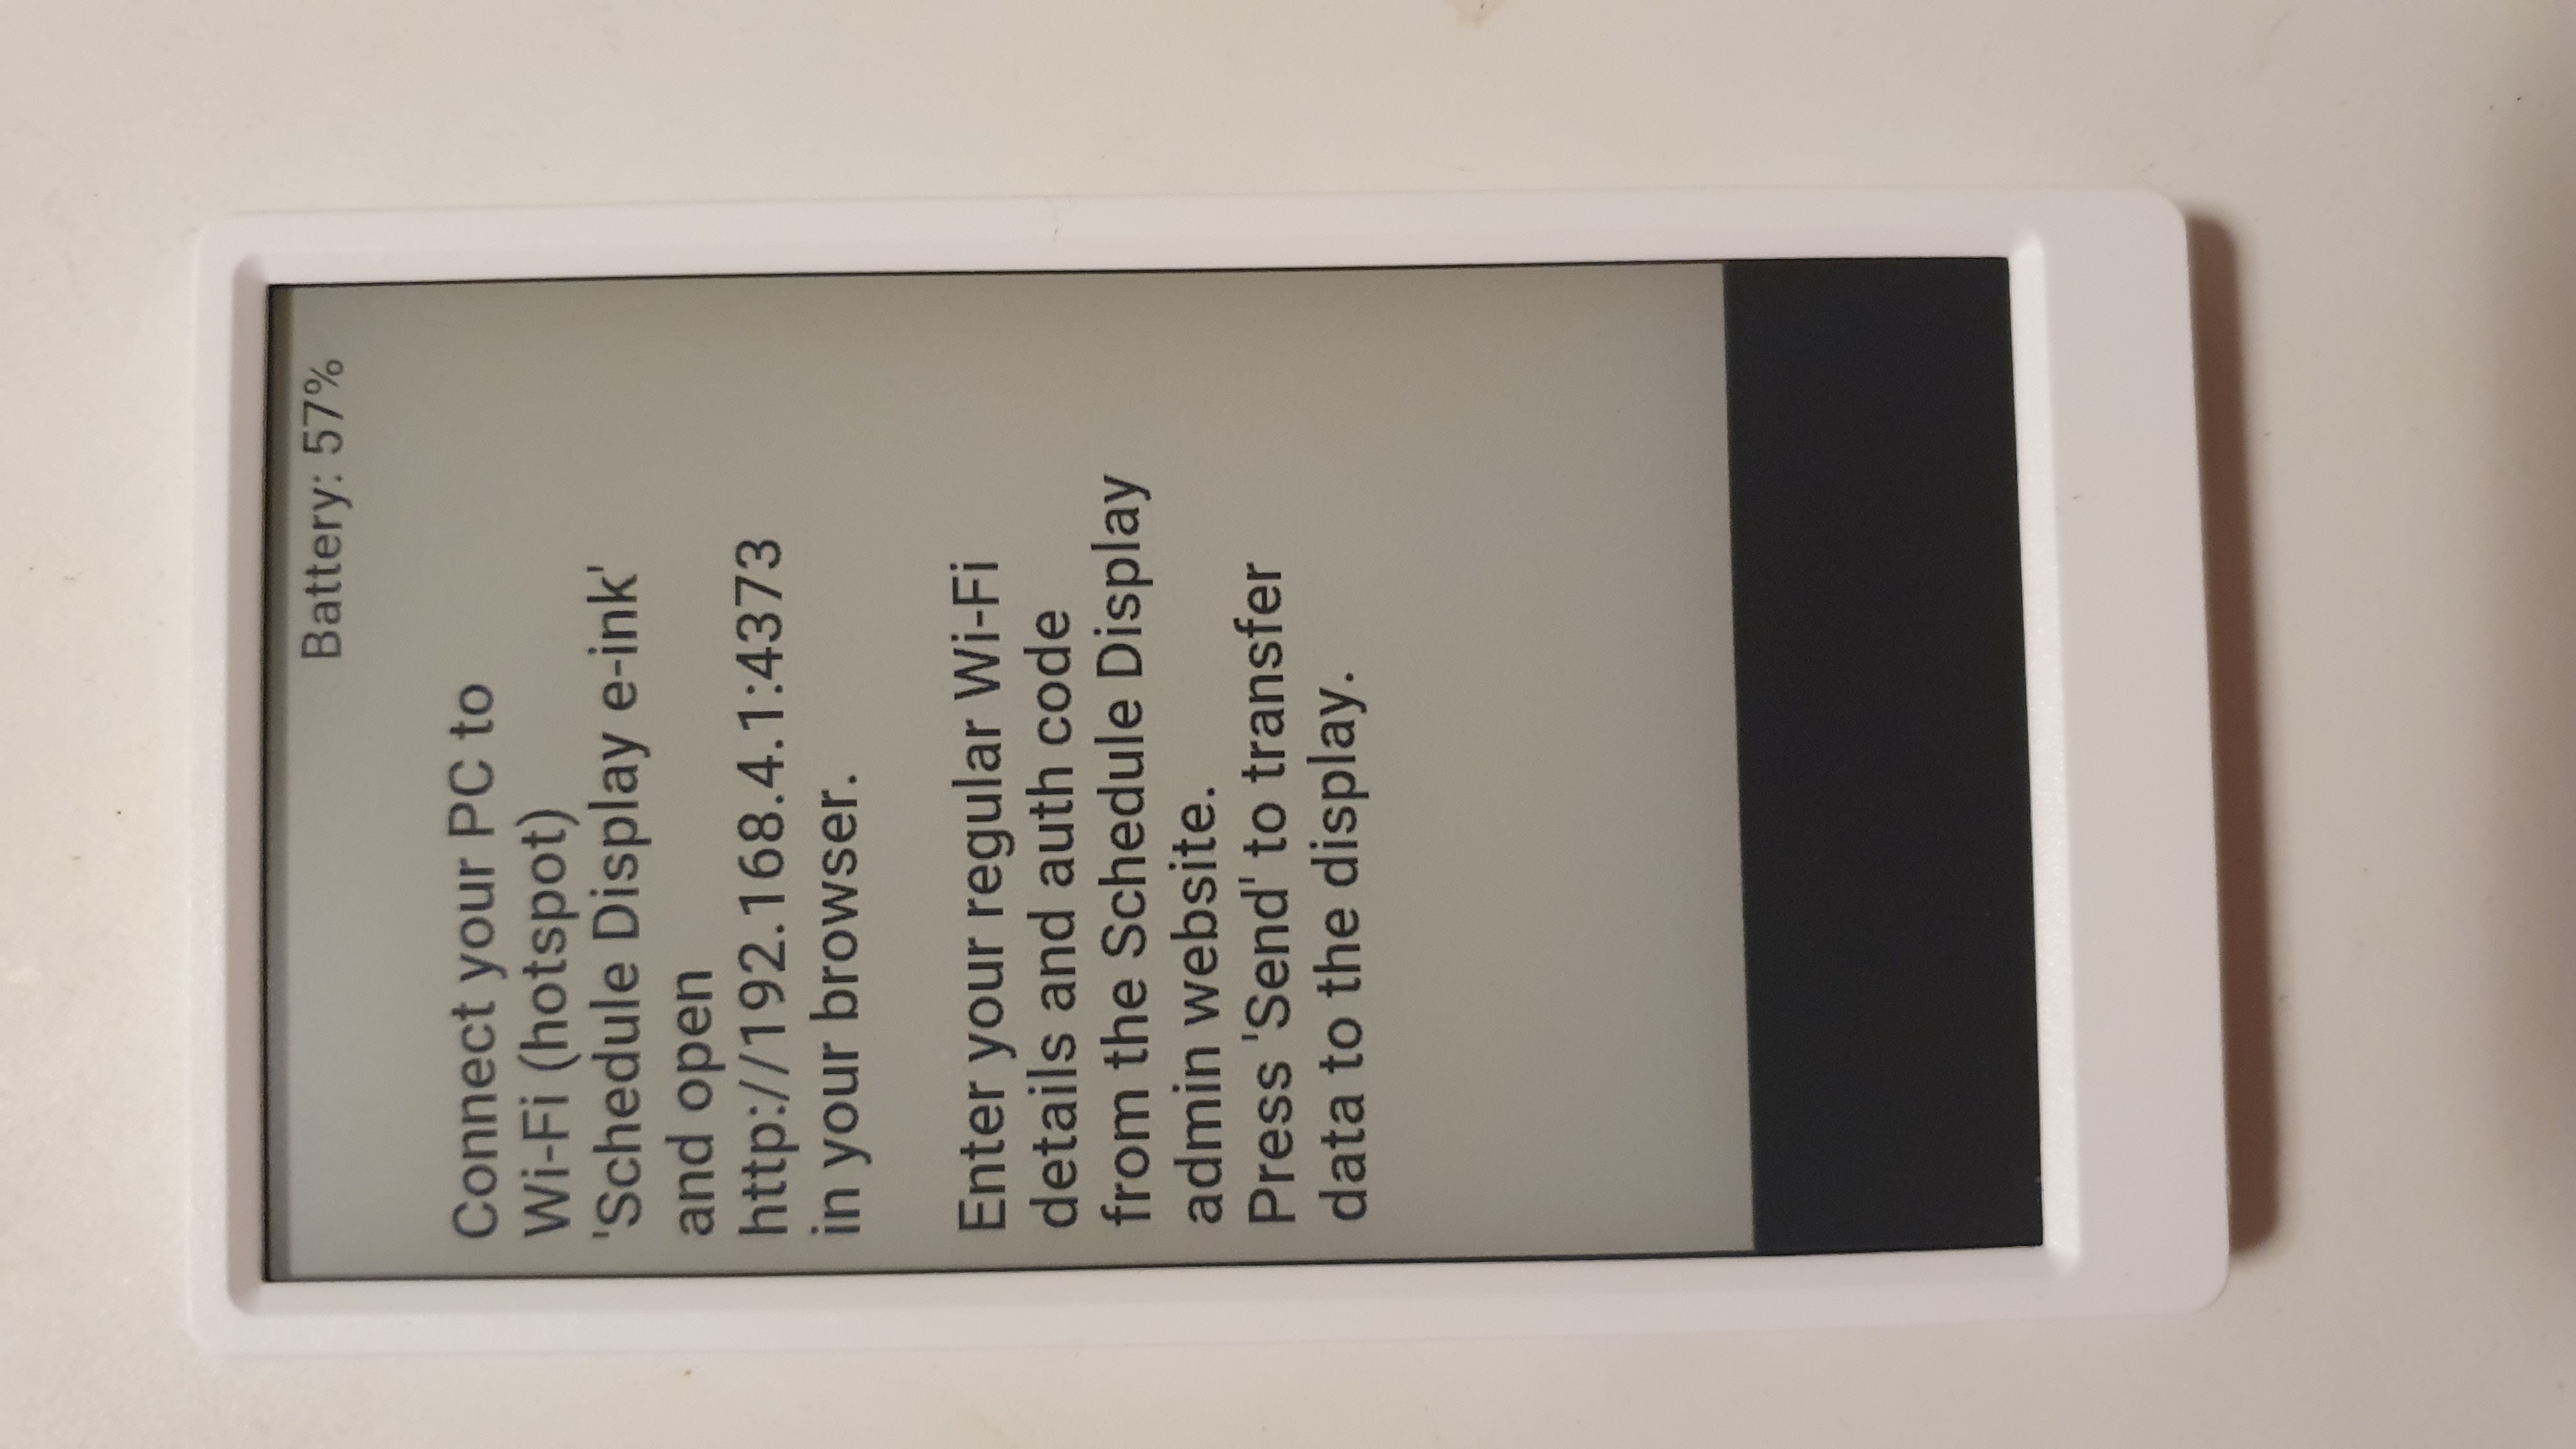 Battery: 57%
Connect your PC to
Wi-Fi (hotspot)
'Schedule Display e-ink'
and open
http://192.168.4.1:4373
in your browser.
Enter your regular Wi-Fi
details and auth code
from the Schedule Display
admin website.
Press 'Send' to transfer
data to the display.